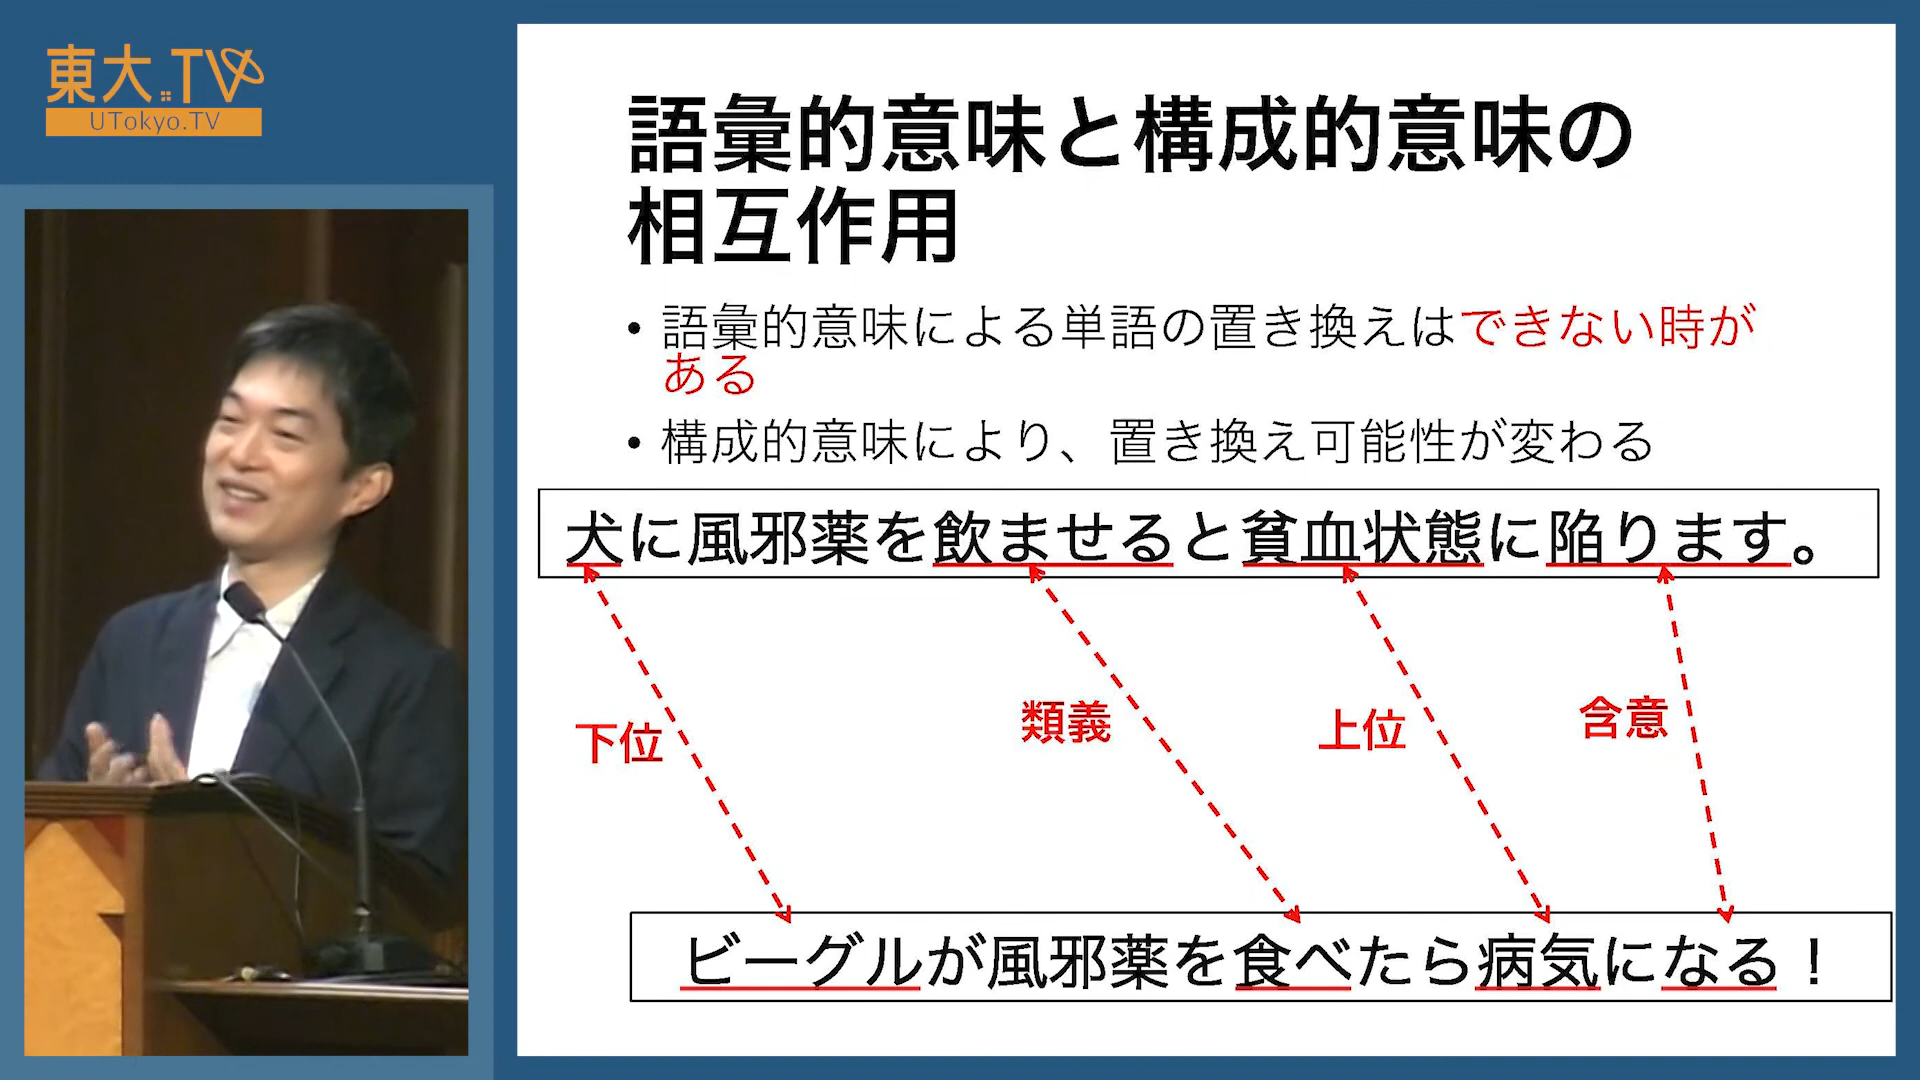 東大TV
UTokyo.TV
語彙的意味と構成的意味の
相互作用
• 語彙的意味による単語の置き換えはできない時が
ある
• 構成的意味により、置き換え可能性が変わる
犬に風邪薬を飲ませると貧血状態に陥ります。
下位
類義
上位
含意
ビーグルが風邪薬を食べたら病気になる！